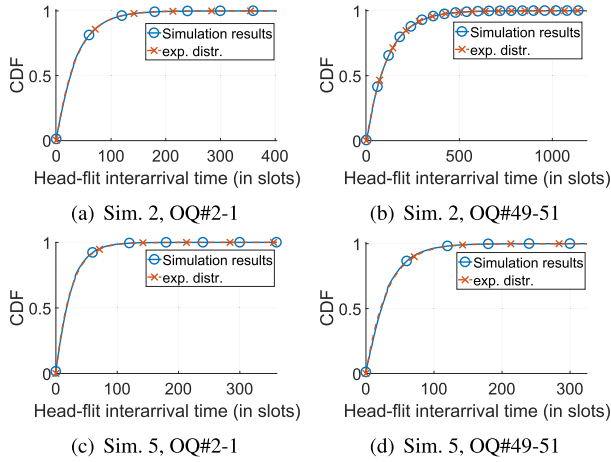 1
0.5
0
CDF
Simulation results
exp. distr.
0 100 200 300 400
Head-flit interarrival time (in slots)
(a) Sim. 2, OQ#2-1
1
0.5
0
CDF
Simulation results
exp. distr.
0 500 1000
Head-flit interarrival time (in slots)
(b) Sim. 2, OQ#49-51
1
0.5
0
CDF
Simulation results
exp. distr.
0 100 200 300
Head-flit interarrival time (in slots)
(c) Sim. 5, OQ#2-1
1
0.5
0
CDF
Simulation results
exp. distr.
0 100 200 300
Head-flit interarrival time (in slots)
(d) Sim. 5, OQ#49-51